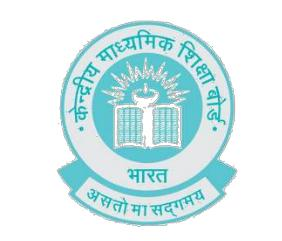 • केन्द्रीय माध्यमिक शिक्षा बोर्ड •
भारत
असतो मा सद्गमय